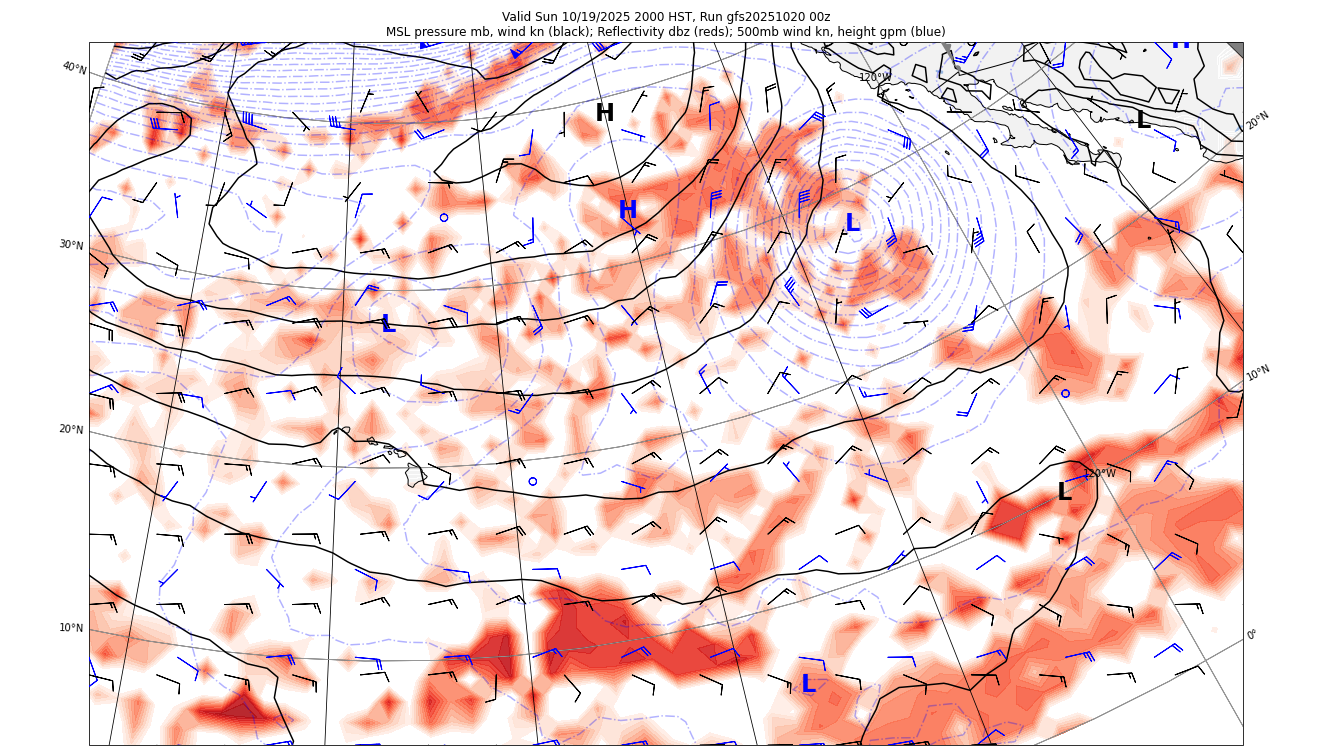 Valid Sun 10/19/2025 2000 HST, Run gfs20251020 00z
MSL pressure mb, wind kn (black); Reflectivity dbz (reds); 500mb wind kn, height gpm (blue)
H
40°N
120°W
H
L
20°N
H
L
30°N
L
10°N
20°N
120°W
L
10°N
0°
L